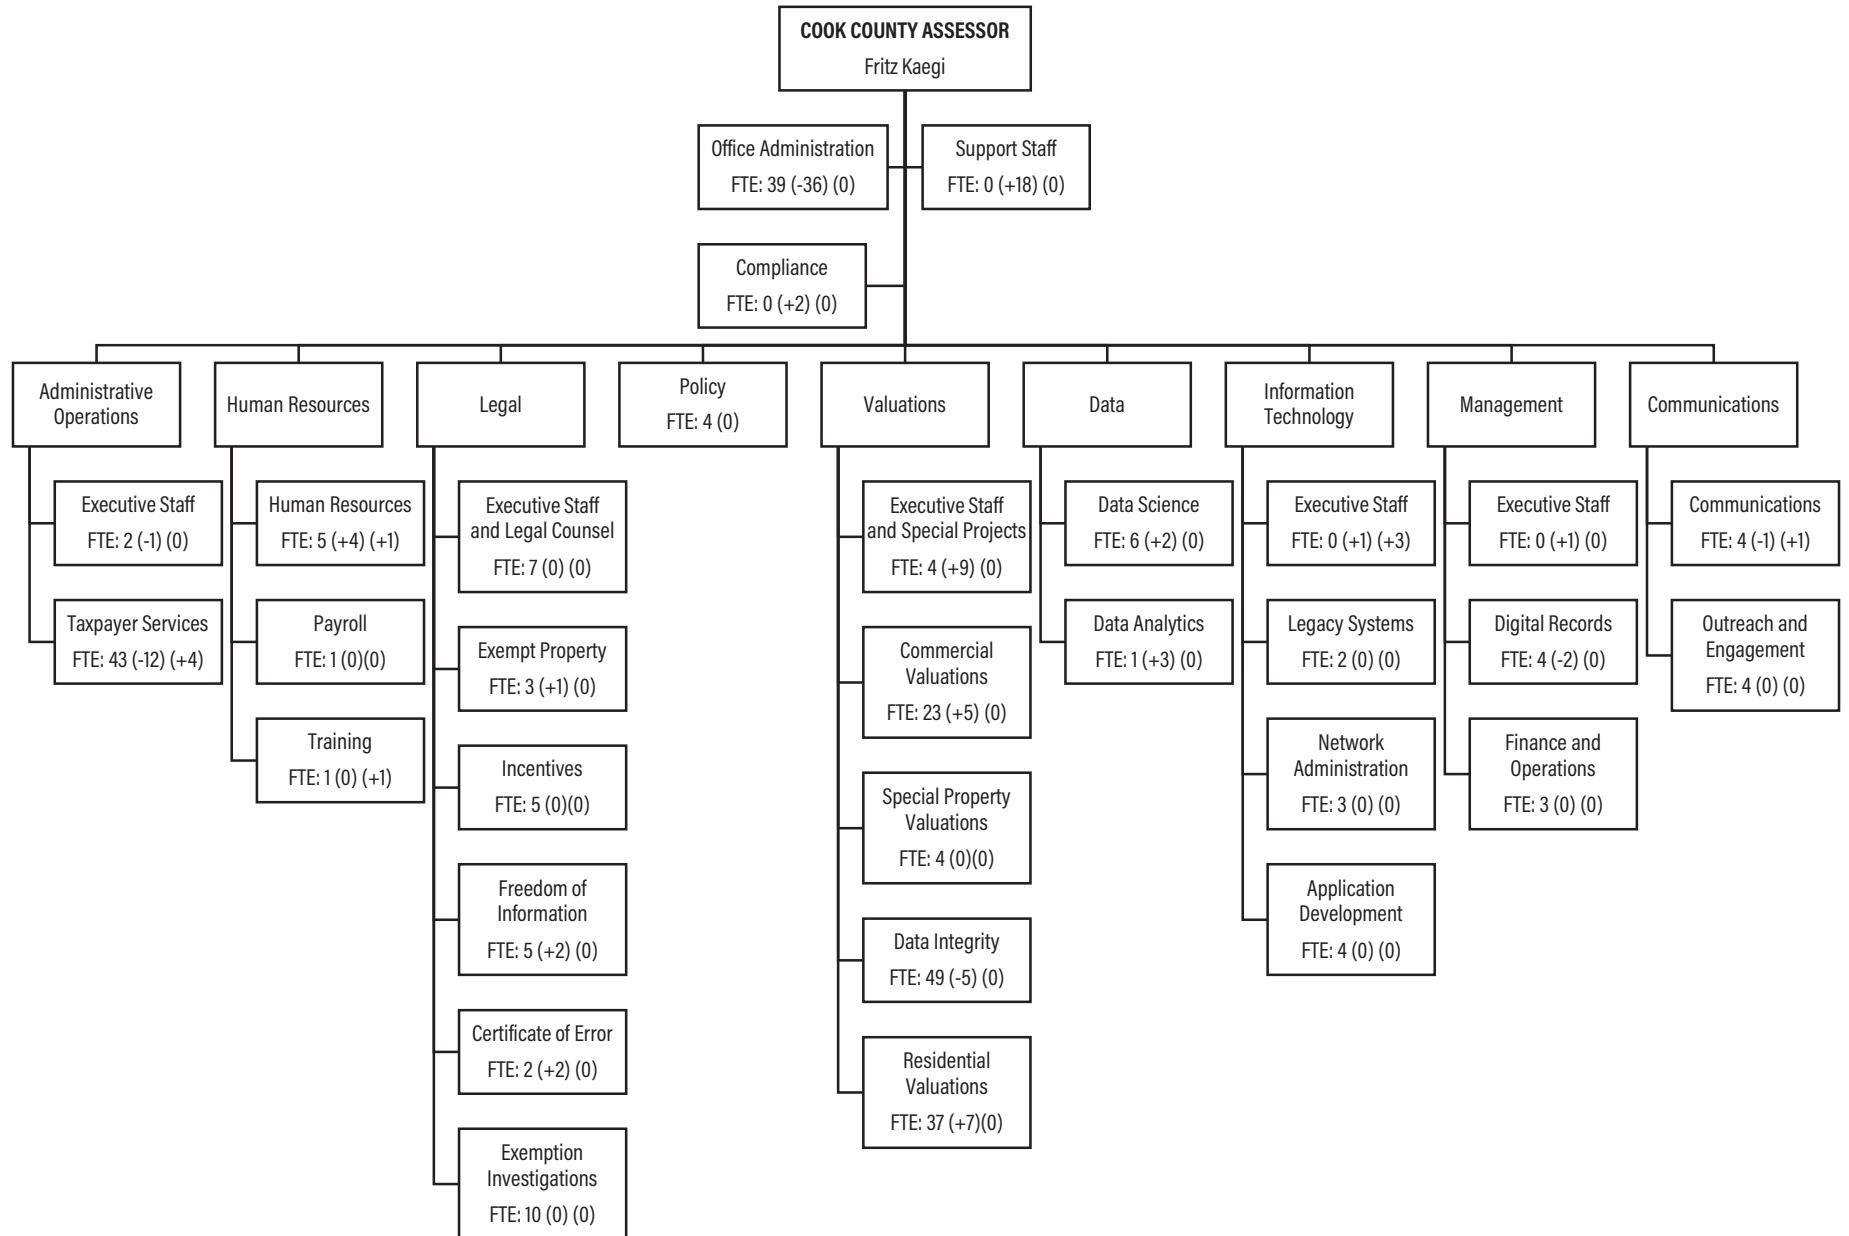 COOK COUNTY ASSESSOR
Fritz Kaegi
Office Administration
FTE: 39 (-36) (0)
Support Staff
FTE: 0 (+18) (0)
Compliance
FTE: 0 (+2) (0)
Administrative
Operations
Executive Staff
FTE: 2 (-1) (0)
Taxpayer Services
FTE: 43 (-12) (+4)
Human Resources
Human Resources
FTE: 5 (+4) (+1)
Payroll
FTE: 1 (0)(0)
Training
FTE: 1 (0) (+1)
Legal
Executive Staff
and Legal Counsel
FTE: 7 (0) (0)
Exempt Property
FTE: 3 (+1) (0)
Incentives
FTE: 5 (0)(0)
Freedom of
Information
FTE: 5 (+2) (0)
Certificate of Error
FTE: 2 (+2) (0)
Exemption
Investigations
FTE: 10 (0) (0)
Policy
FTE: 4 (0)
Valuations
Executive Staff
and Special Projects
FTE: 4 (+9) (0)
Commercial
Valuations
FTE: 23 (+5) (0)
Special Property
Valuations
FTE: 4 (0)(0)
Data Integrity
FTE: 49 (-5) (0)
Residential
Valuations
FTE: 37 (+7)(0)
Data
Data Science
FTE: 6 (+2) (0)
Data Analytics
FTE: 1 (+3) (0)
Information
Technology
Executive Staff
FTE: 0 (+1) (+3)
Legacy Systems
FTE: 2 (0) (0)
Network
Administration
FTE: 3 (0) (0)
Application
Development
FTE: 4 (0) (0)
Management
Executive Staff
FTE: 0 (+1) (0)
Digital Records
FTE: 4 (-2) (0)
Finance and
Operations
FTE: 3 (0) (0)
Communications
Communications
FTE: 4 (-1) (+1)
Outreach and
Engagement
FTE: 4 (0) (0)